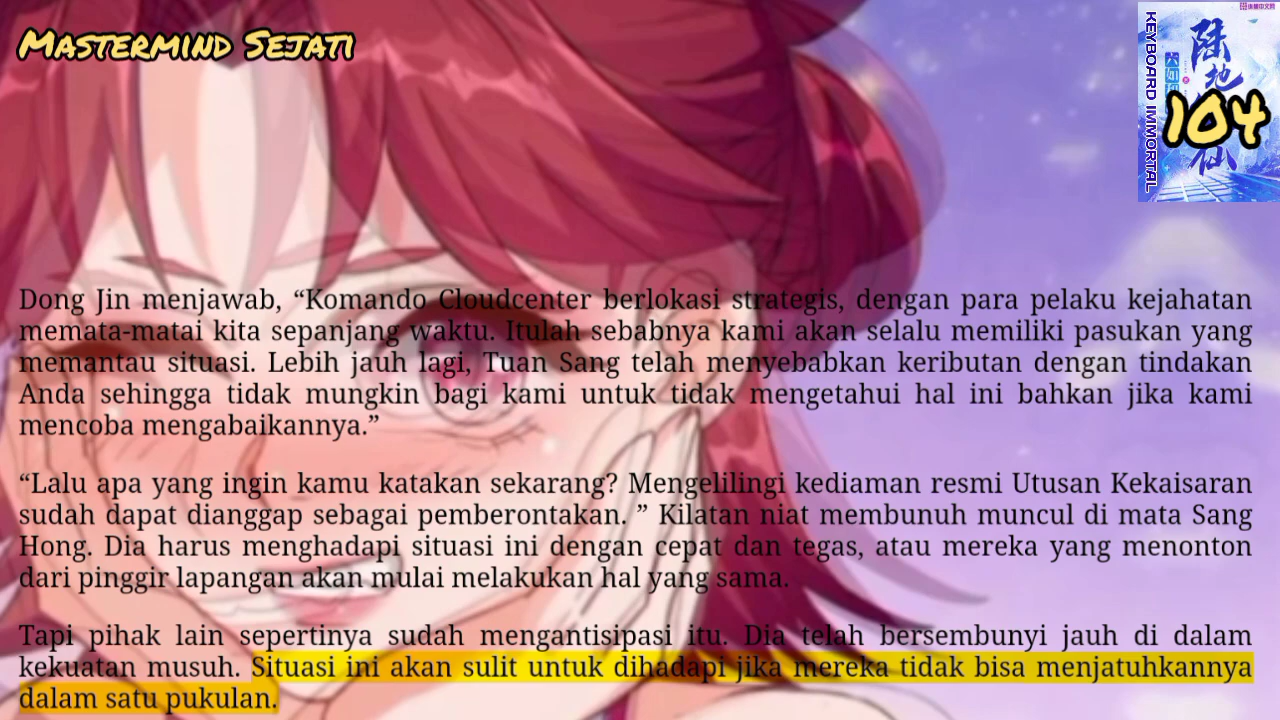 Mastermind Sejati
KEYBOARD IMMORTAL
104
Dong Jin menjawab, “Komando Cloudcenter berlokasi strategis, dengan para pelaku kejahatan
memata-matai kita sepanjang waktu. Itulah sebabnya kami akan selalu memiliki pasukan yang
memantau situasi. Lebih jauh lagi, Tuan Sang telah menyebabkan keributan dengan tindakan
Anda sehingga tidak mungkin bagi kami untuk tidak mengetahui hal ini bahkan jika kami
mencoba mengabaikannya.”
“Lalu apa yang ingin kamu katakan sekarang? Mengelilingi kediaman resmi Utusan Kekaisaran
sudah dapat dianggap sebagai pemberontakan. ” Kilatan niat membunuh muncul di mata Sang
Hong. Dia harus menghadapi situasi ini dengan cepat dan tegas, atau mereka yang menonton
dari pinggir lapangan akan mulai melakukan hal yang sama.
Tapi pihak lain sepertinya sudah mengantisipasi itu. Dia telah bersembunyi jauh di dalam
kekuatan musuh. Situasi ini akan sulit untuk dihadapi jika mereka tidak bisa menjatuhkannya
dalam satu pukulan.